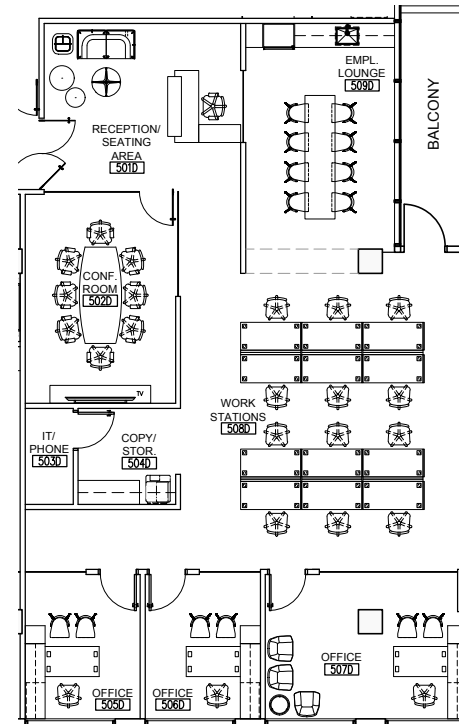 EMPL.
LOUNGE
509D
BALCONY
RECEPTION/
SEATING
AREA
501D
CONF.
ROOM
502D
TV
WORK
STATIONS
508D
IT/
PHONE
503D
COPY/
STOR.
504D
OFFICE
505D
OFFICE
506D
OFFICE
507D